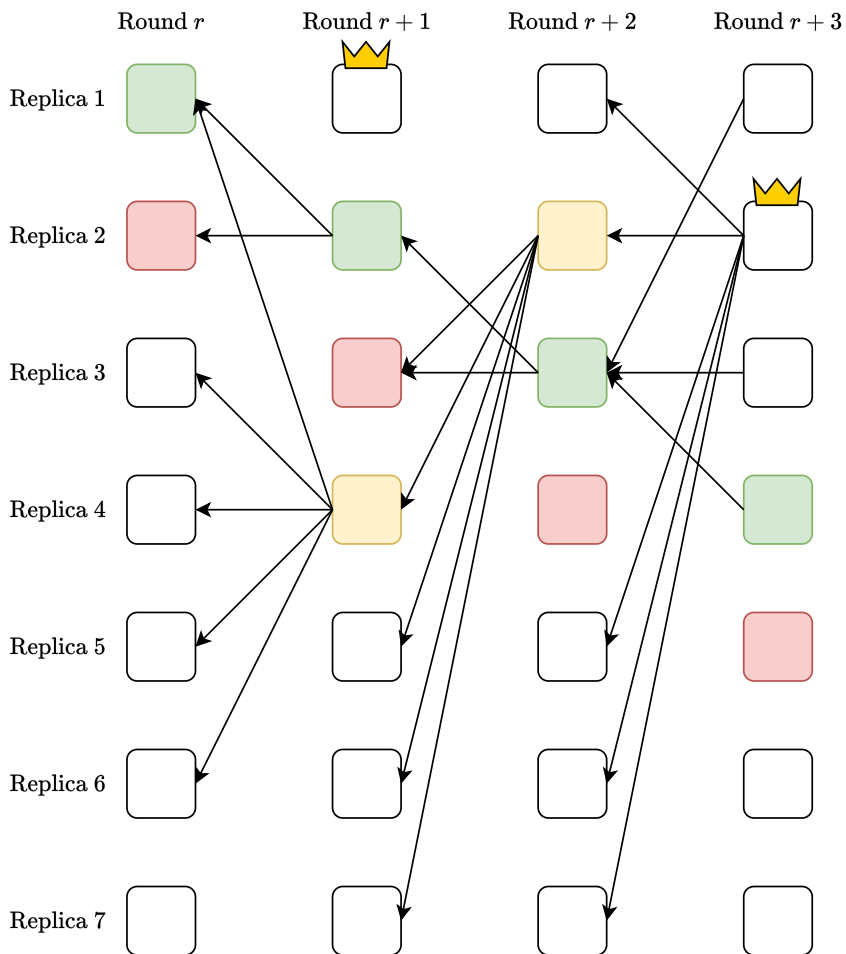 Round r
Round r + 1
Round r + 2
Round r + 3
Replica 1
Replica 2
Replica 3
Replica 4
Replica 5
Replica 6
Replica 7